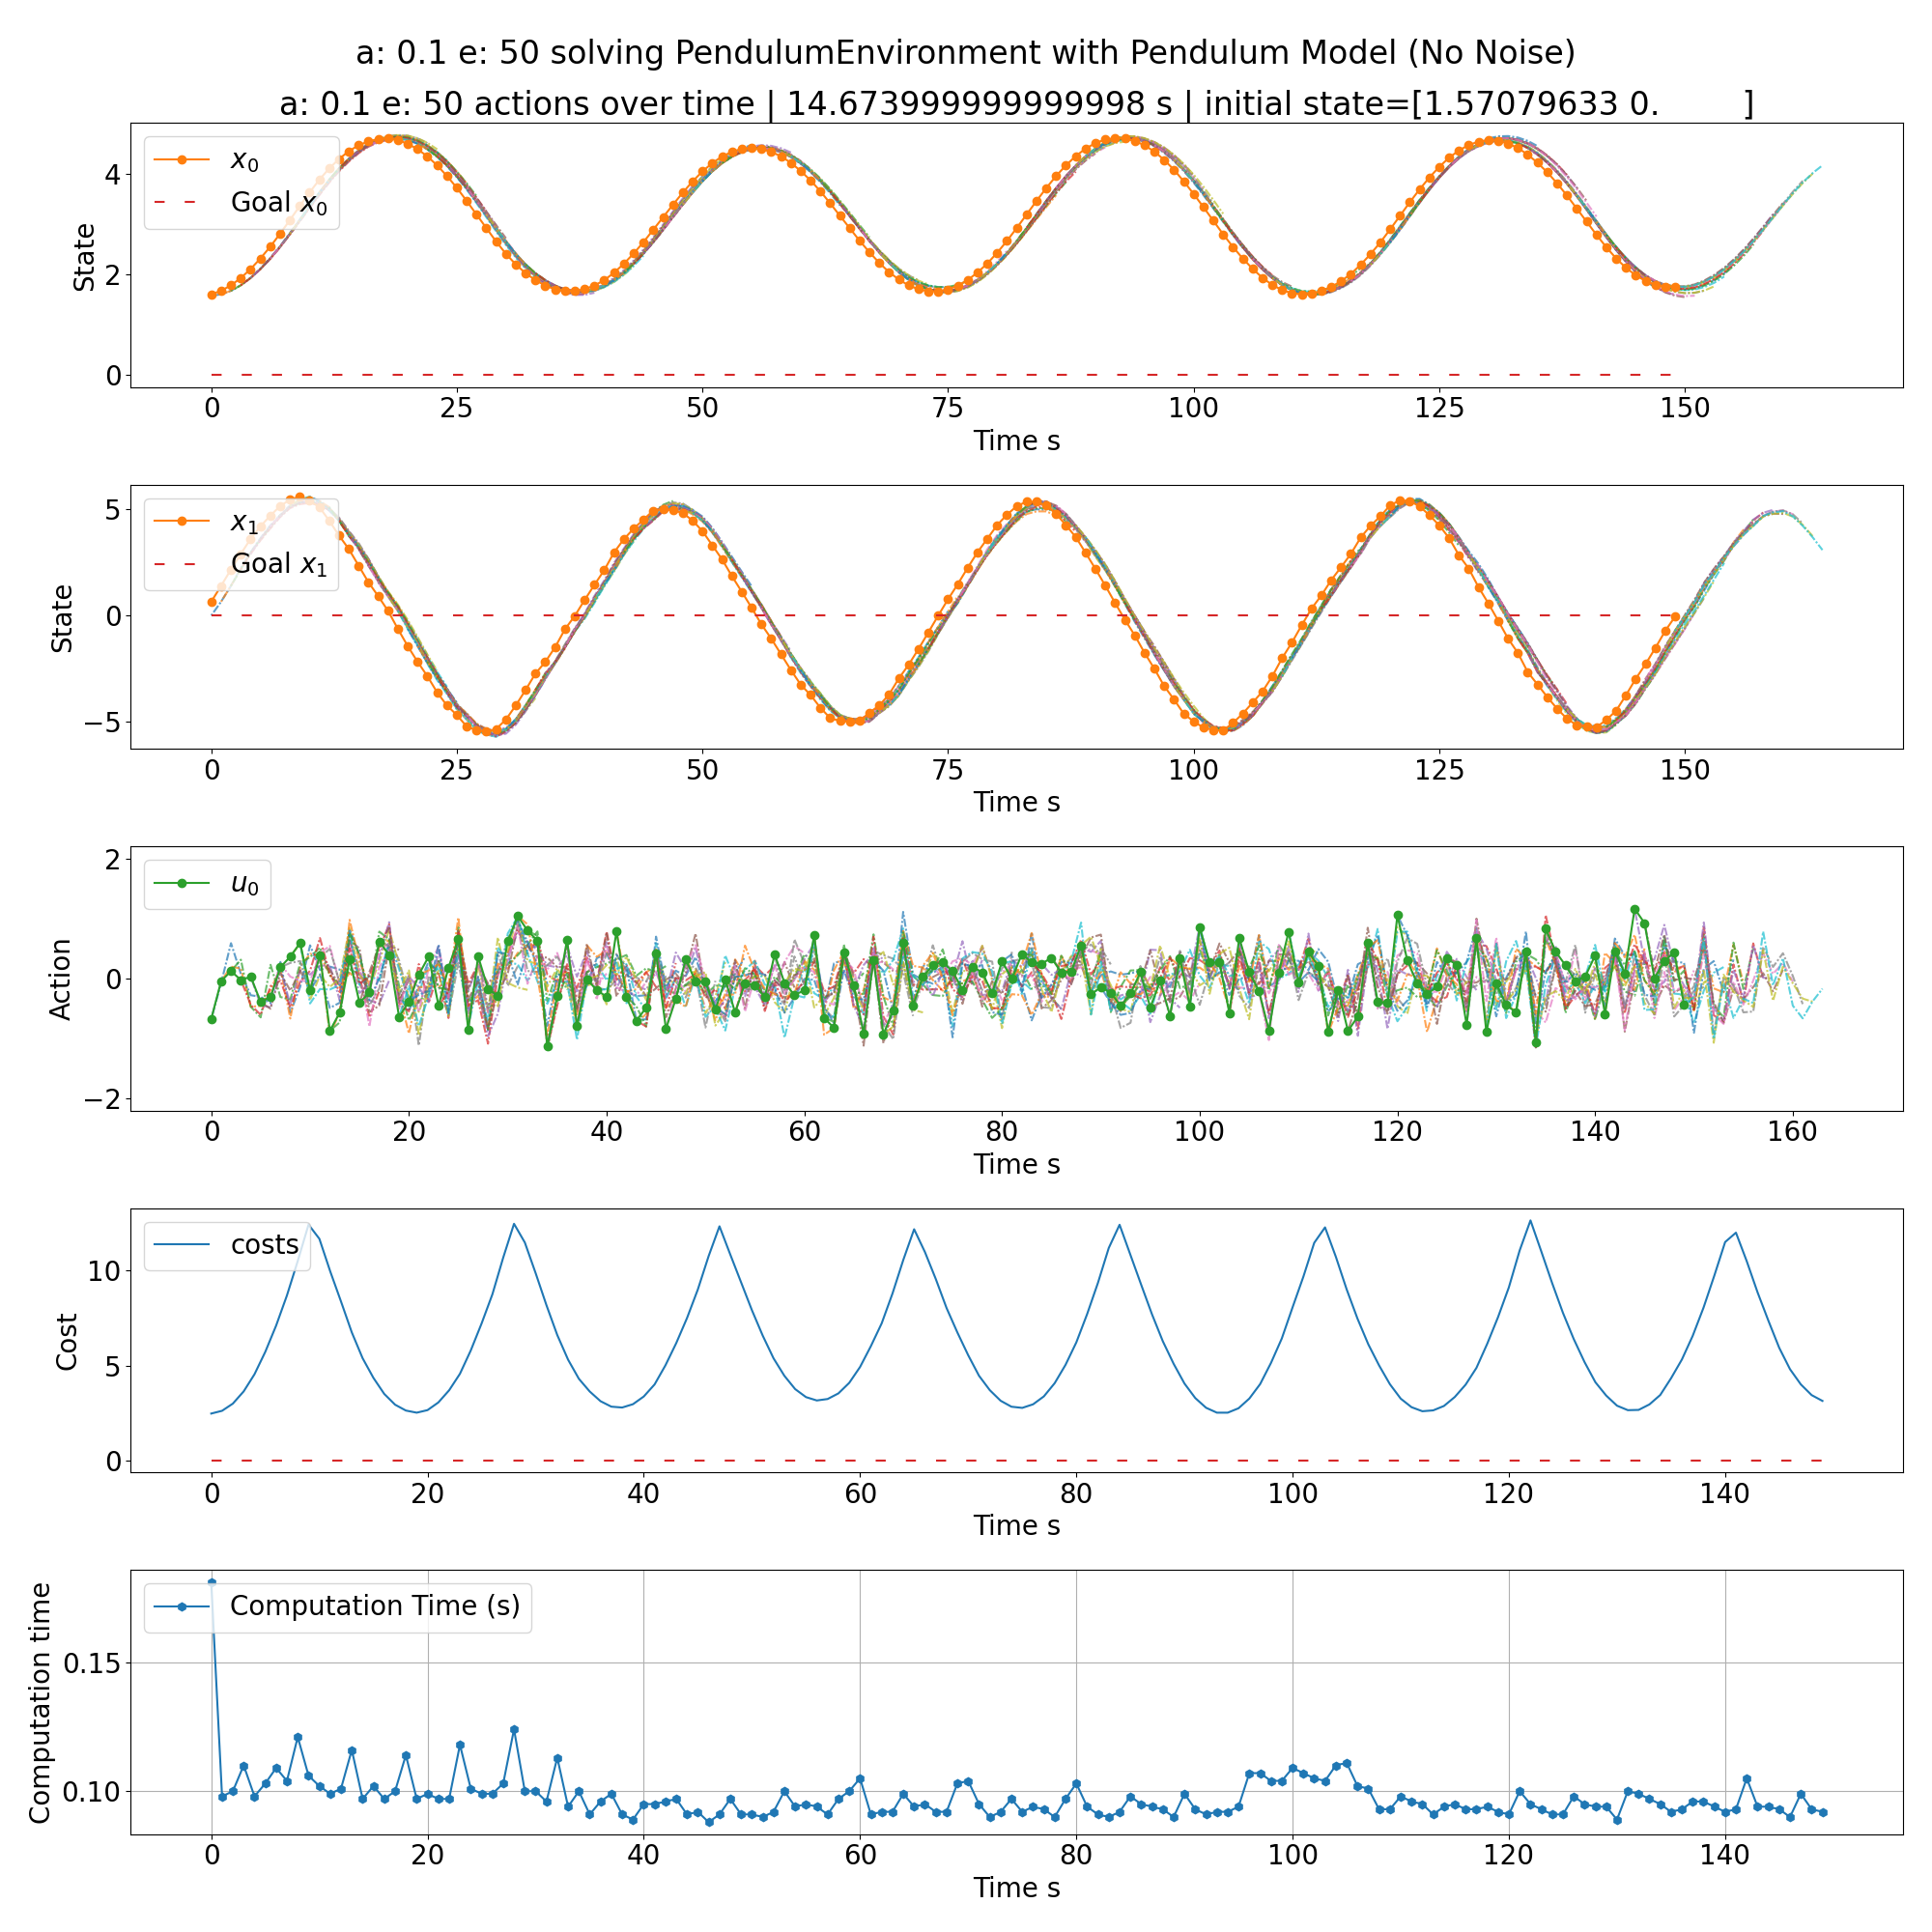 a: 0.1 e: 50 solving PendulumEnvironment with Pendulum Model (No Noise)
a: 0.1 e: 50 actions over time | 14.673999999999998 s | initial state=[1.57079633 0.         ]
x₀
Goal x₀
State
4
2
0
0 25 50 75 100 125 150
Time s
x₁
Goal x₁
State
5
0
−5
0 25 50 75 100 125 150
Time s
u₀
Action
2
0
−2
0 20 40 60 80 100 120 140 160
Time s
costs
Cost
10
5
0
0 20 40 60 80 100 120 140
Time s
Computation Time (s)
Computation time
0.15
0.10
0 20 40 60 80 100 120 140
Time s